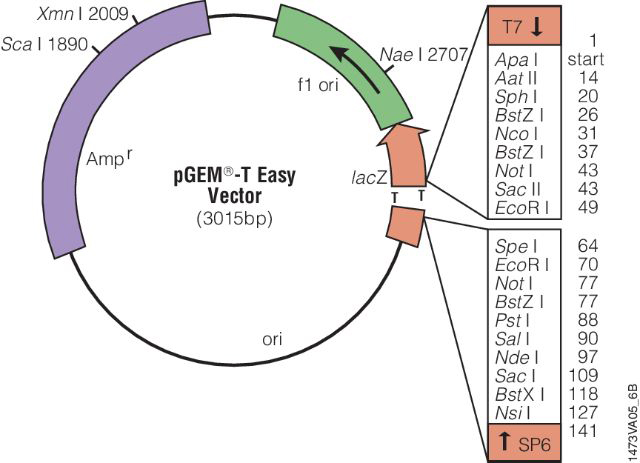 Xmn I 2009
Sca I 1890
Nae I 2707
f1 ori
Amp r
pGEM®-T Easy
Vector
(3015bp)
lacZ
T T
ori
T7 ↓
1
start
Apa I
Aat II 14
Sph I 20
BstZ I 26
Nco I 31
BstZ I 37
Not I 43
Sac II 43
EcoR I 49
Spe I 64
EcoR I 70
Not I 77
BstZ I 77
Pst I 88
Sal I 90
Nde I 97
Sac I 109
BstX I 118
Nsi I 127
141
↑ SP6
1473VA05_6B